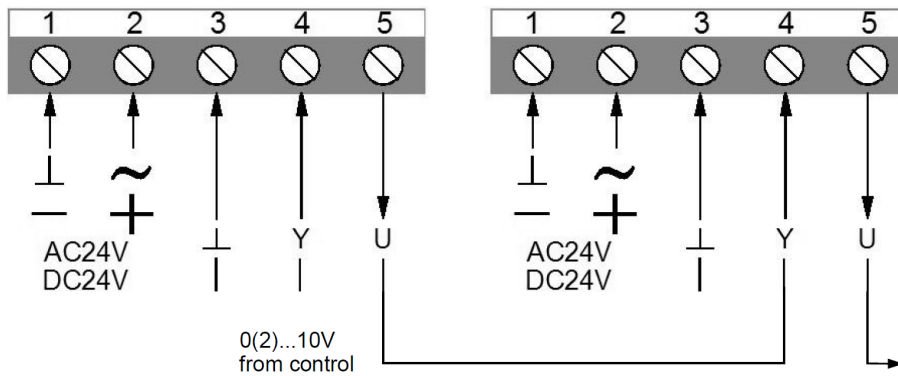 1 2 3 4 5 1 2 3 4 5
⊥ ~ ⊥ ~
− + − +
⊥ Y U ⊥ Y U
AC24V AC24V
DC24V DC24V
0(2)...10V
from control